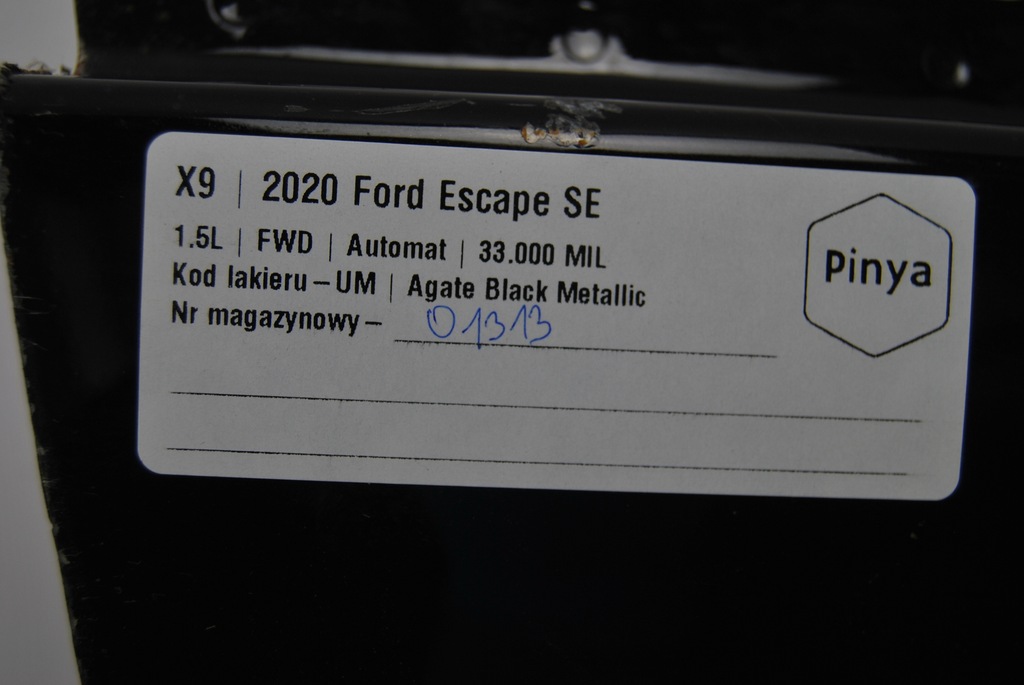 X9 | 2020 Ford Escape SE
1.5L | FWD | Automat | 33.000 MIL
Kod lakieru – UM | Agate Black Metallic
Nr magazynowy – 01313
Pinya